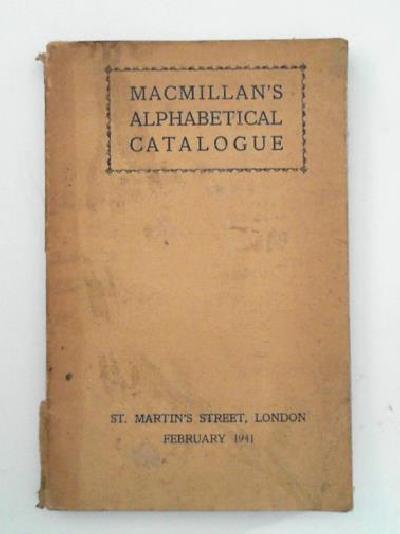 MACMILLAN'S
ALPHABETICAL
CATALOGUE
ST. MARTIN'S STREET, LONDON
FEBRUARY 1941